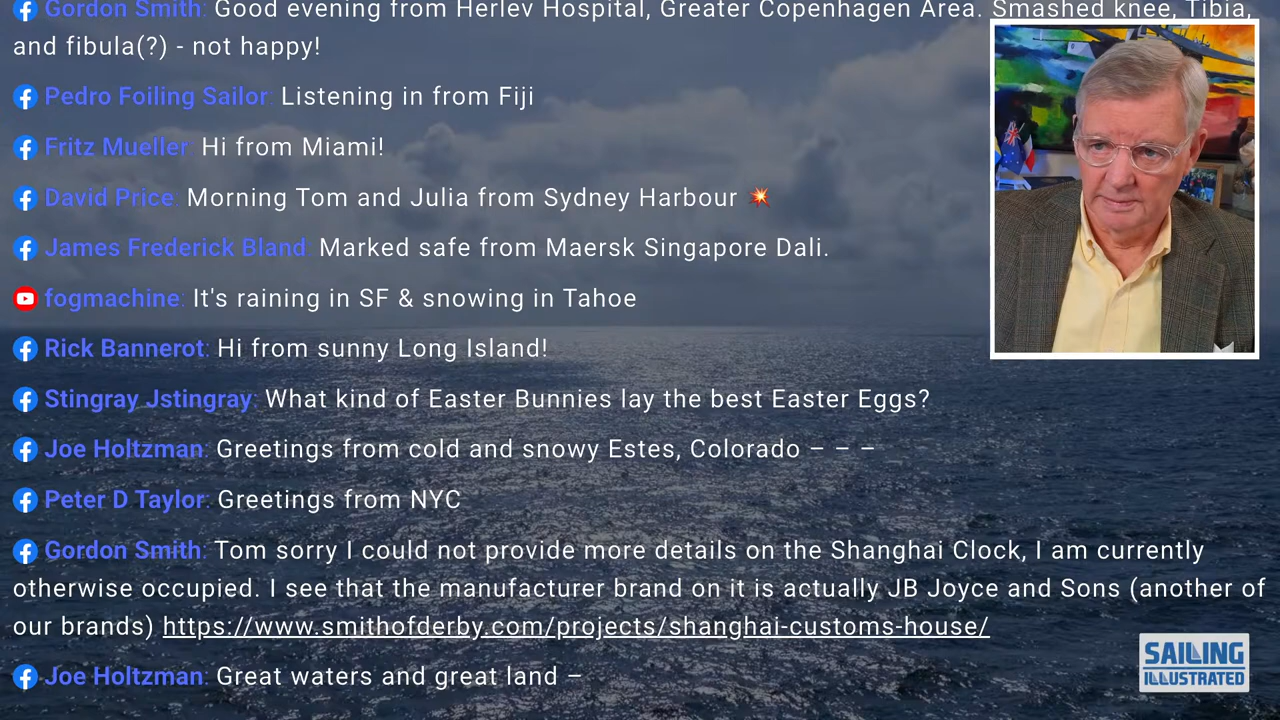 Gordon Smith: Good evening from Herlev Hospital, Greater Copenhagen Area. Smashed knee, Tibia,
and fibula(?) - not happy!
Pedro Foiling Sailor: Listening in from Fiji
Fritz Mueller: Hi from Miami!
David Price: Morning Tom and Julia from Sydney Harbour 💥
James Frederick Bland: Marked safe from Maersk Singapore Dali.
fogmachine: It's raining in SF & snowing in Tahoe
Rick Bannerot: Hi from sunny Long Island!
Stingray Jstingray: What kind of Easter Bunnies lay the best Easter Eggs?
Joe Holtzman: Greetings from cold and snowy Estes, Colorado – – –
Peter D Taylor: Greetings from NYC
Gordon Smith: Tom sorry I could not provide more details on the Shanghai Clock, I am currently
otherwise occupied. I see that the manufacturer brand on it is actually JB Joyce and Sons (another of
our brands) https://www.smithofderby.com/projects/shanghai-customs-house/
Joe Holtzman: Great waters and great land –
SAILING
ILLUSTRATED